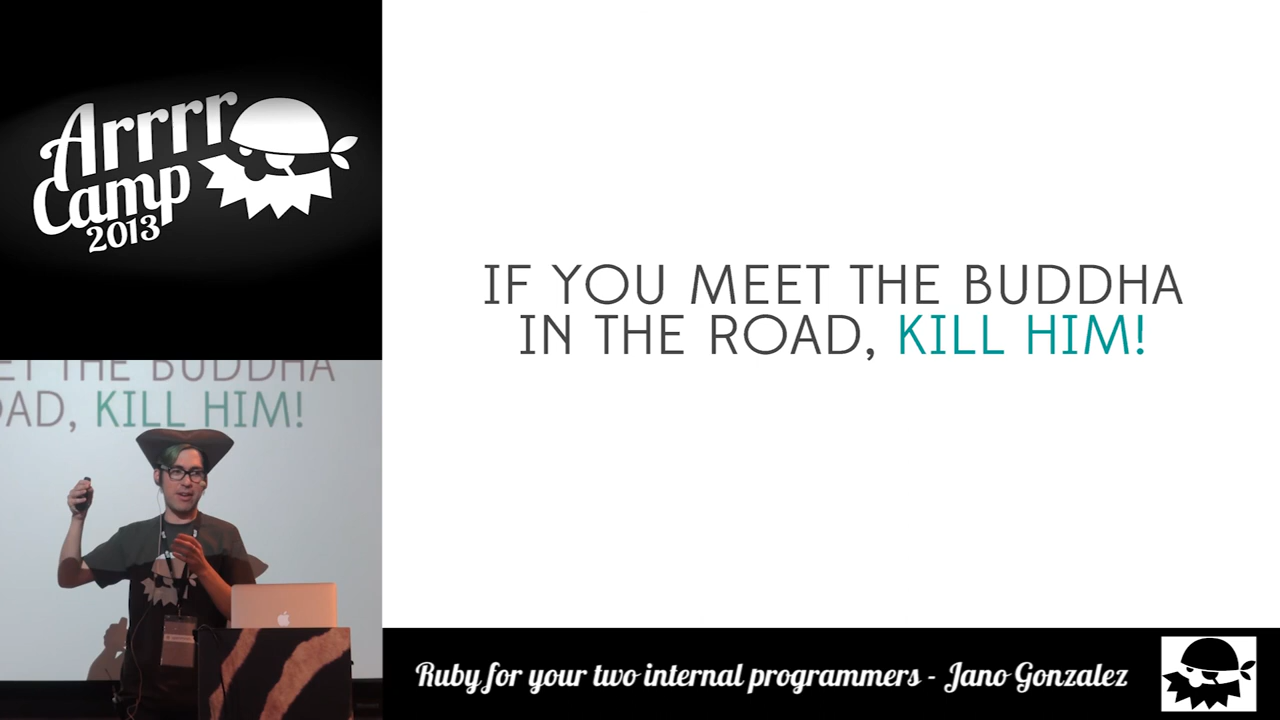 Arrrr
Camp
2013
IF YOU MEET THE BUDDHA
IN THE ROAD, KILL HIM!
ET THE BUDDHA
OAD, KILL HIM!
Ruby for your two internal programmers - Jano Gonzalez